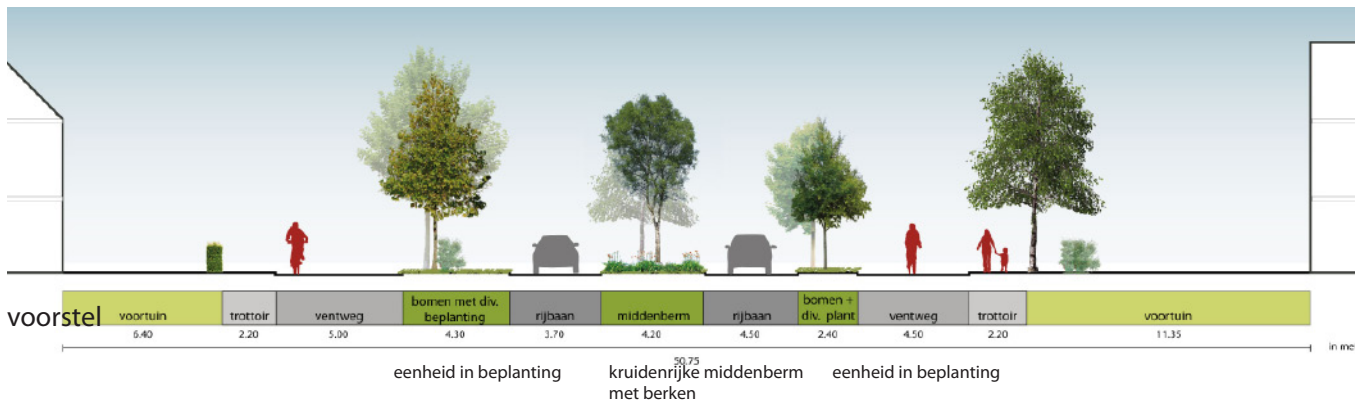 bomen met div. bomen +
voorstel voortuin trottoir ventweg beplanting rijbaan middenberm rijbaan div. plant ventweg trottoir voortuin
6.40 2.20 5.00 4.30 3.70 4.20 4.50 2.40 4.50 2.20 11.35
in me
50.75
eenheid in beplanting kruidenrijke middenberm eenheid in beplanting
met berken